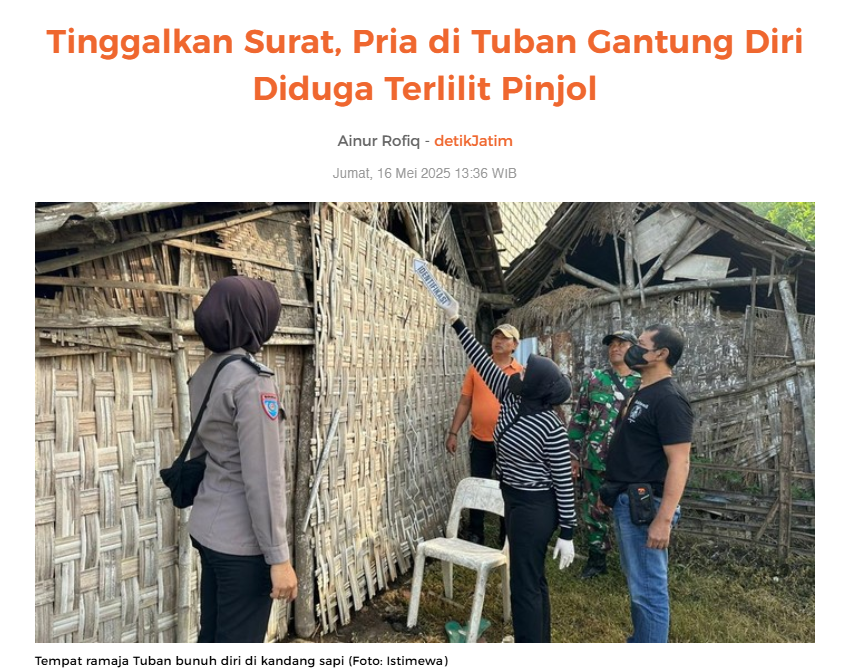 Tinggalkan Surat, Pria di Tuban Gantung Diri
Diduga Terlilit Pinjol
Ainur Rofiq - detikJatim
Jumat, 16 Mei 2025 13:36 WIB
IDENTIFIKASI
Tempat ramaja Tuban bunuh diri di kandang sapi (Foto: Istimewa)